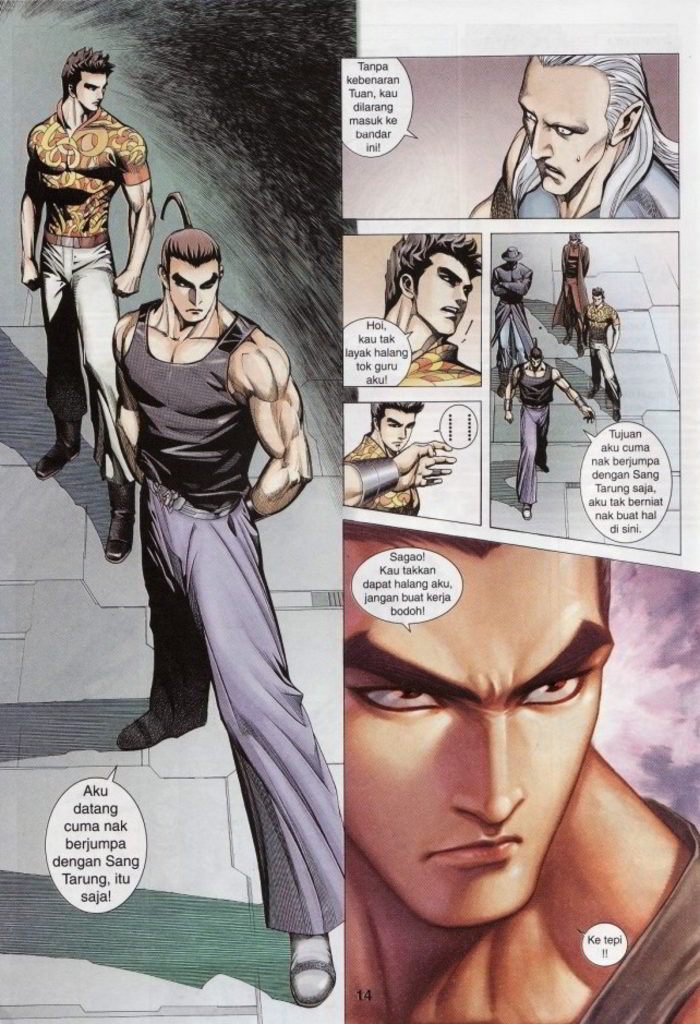 Aku
datang
cuma nak
berjumpa
dengan Sang
Tarung, itu
saja!
Tanpa
kebenaran
Tuan, kau
dilarang
masuk ke
bandar
ini!
Hoi,
kau tak
layak halang
tok guru
aku!
Tujuan
aku cuma
nak berjumpa
dengan Sang
Tarung saja,
aku tak berniat
nak buat hal
di sini.
Sagao!
Kau takkan
dapat halang aku,
jangan buat kerja
bodoh!
Ke tepi
!!
14